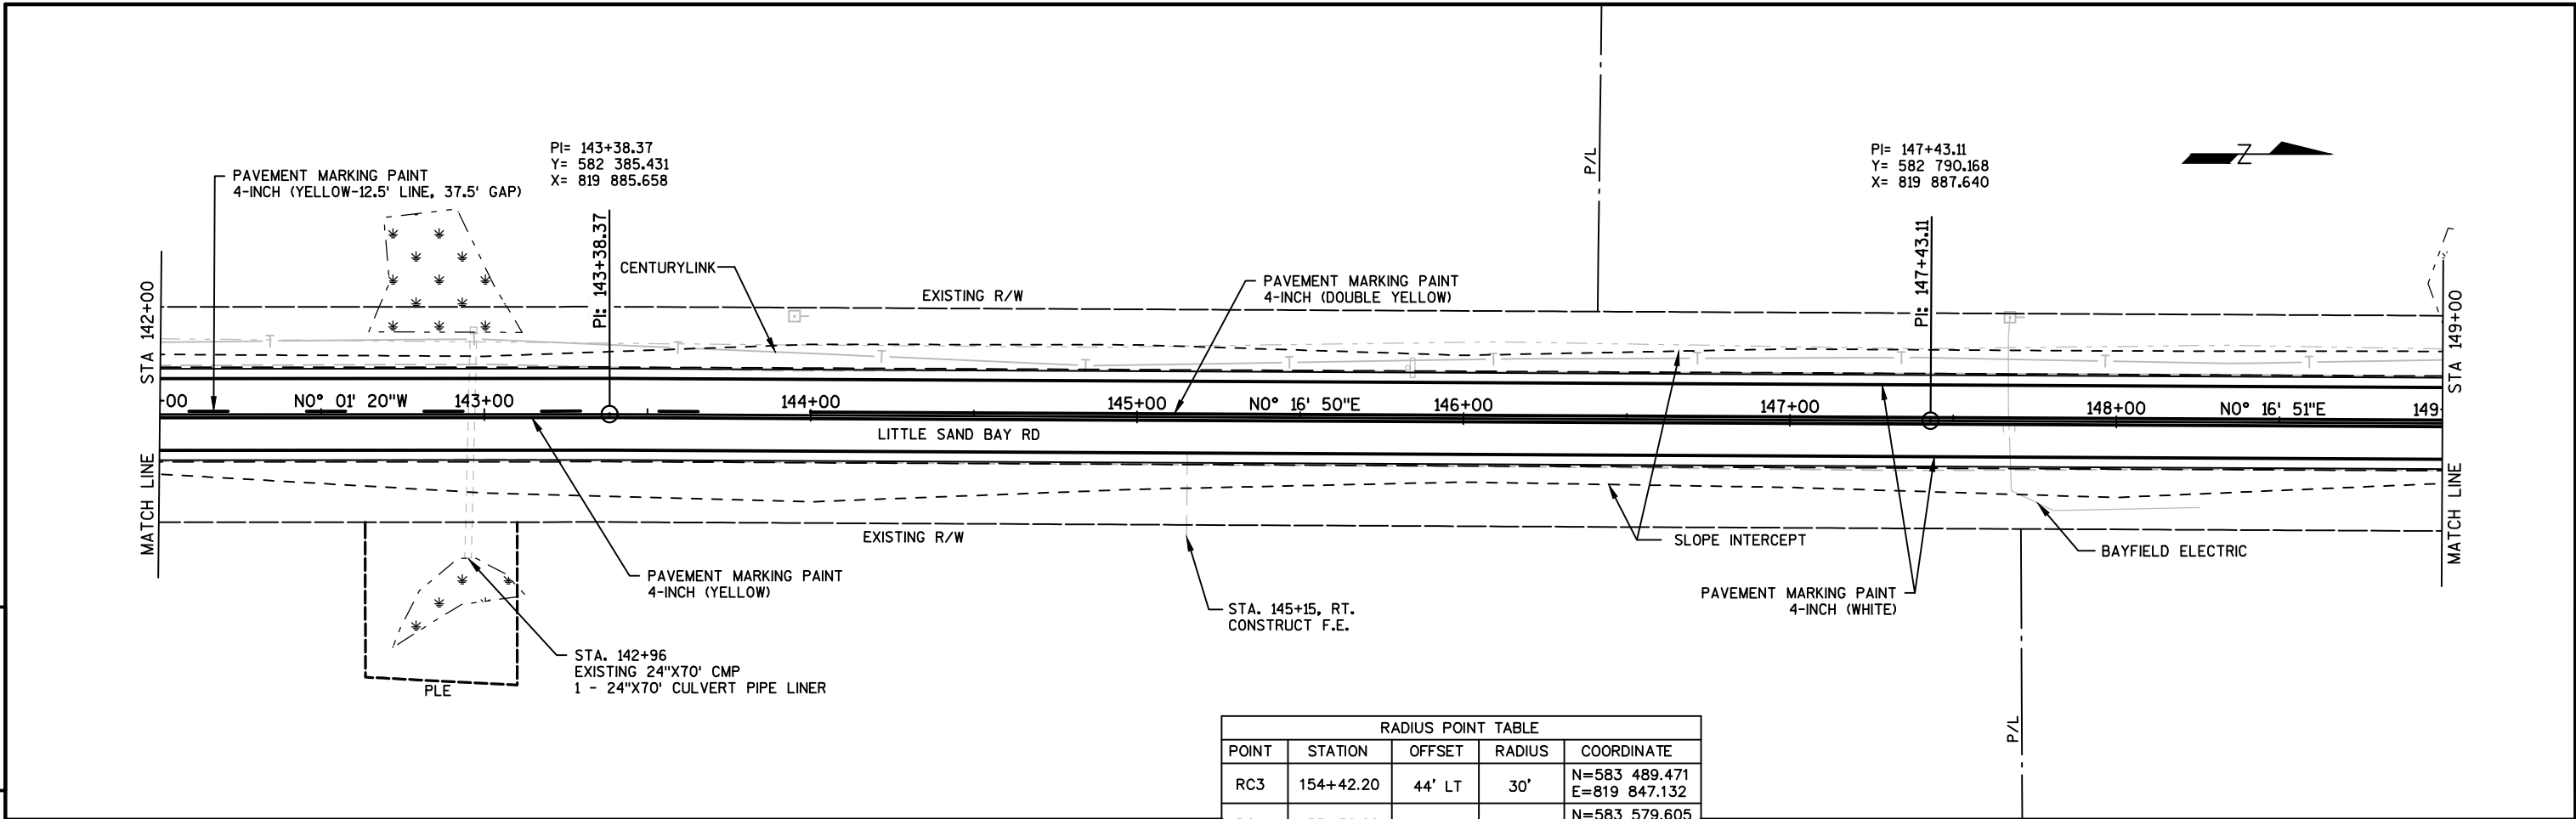 PAVEMENT MARKING PAINT
4-INCH (YELLOW-12.5' LINE, 37.5' GAP)
PI= 143+38.37
Y= 582 385.431
X= 819 885.658
PI: 143+38.37
CENTURYLINK
EXISTING R/W
PAVEMENT MARKING PAINT
4-INCH (DOUBLE YELLOW)
P/L
PI= 147+43.11
Y= 582 790.168
X= 819 887.640
PI: 147+43.11
Z
STA 142+00
MATCH LINE
STA 149+00
MATCH LINE
T T T T T T T T T T T
+00
N0° 01' 20"W
143+00
144+00
145+00
N0° 16' 50"E
146+00
147+00
148+00
N0° 16' 51"E
149
LITTLE SAND BAY RD
EXISTING R/W
SLOPE INTERCEPT
BAYFIELD ELECTRIC
PAVEMENT MARKING PAINT
4-INCH (YELLOW)
STA. 145+15, RT.
CONSTRUCT F.E.
PAVEMENT MARKING PAINT
4-INCH (WHITE)
STA. 142+96
EXISTING 24"X70' CMP
1 - 24"X70' CULVERT PIPE LINER
PLE
P/L
RADIUS POINT TABLE
POINT STATION OFFSET RADIUS COORDINATE
RC3 154+42.20 44' LT 30' N=583 489.471
E=819 847.132
N=583 579.605